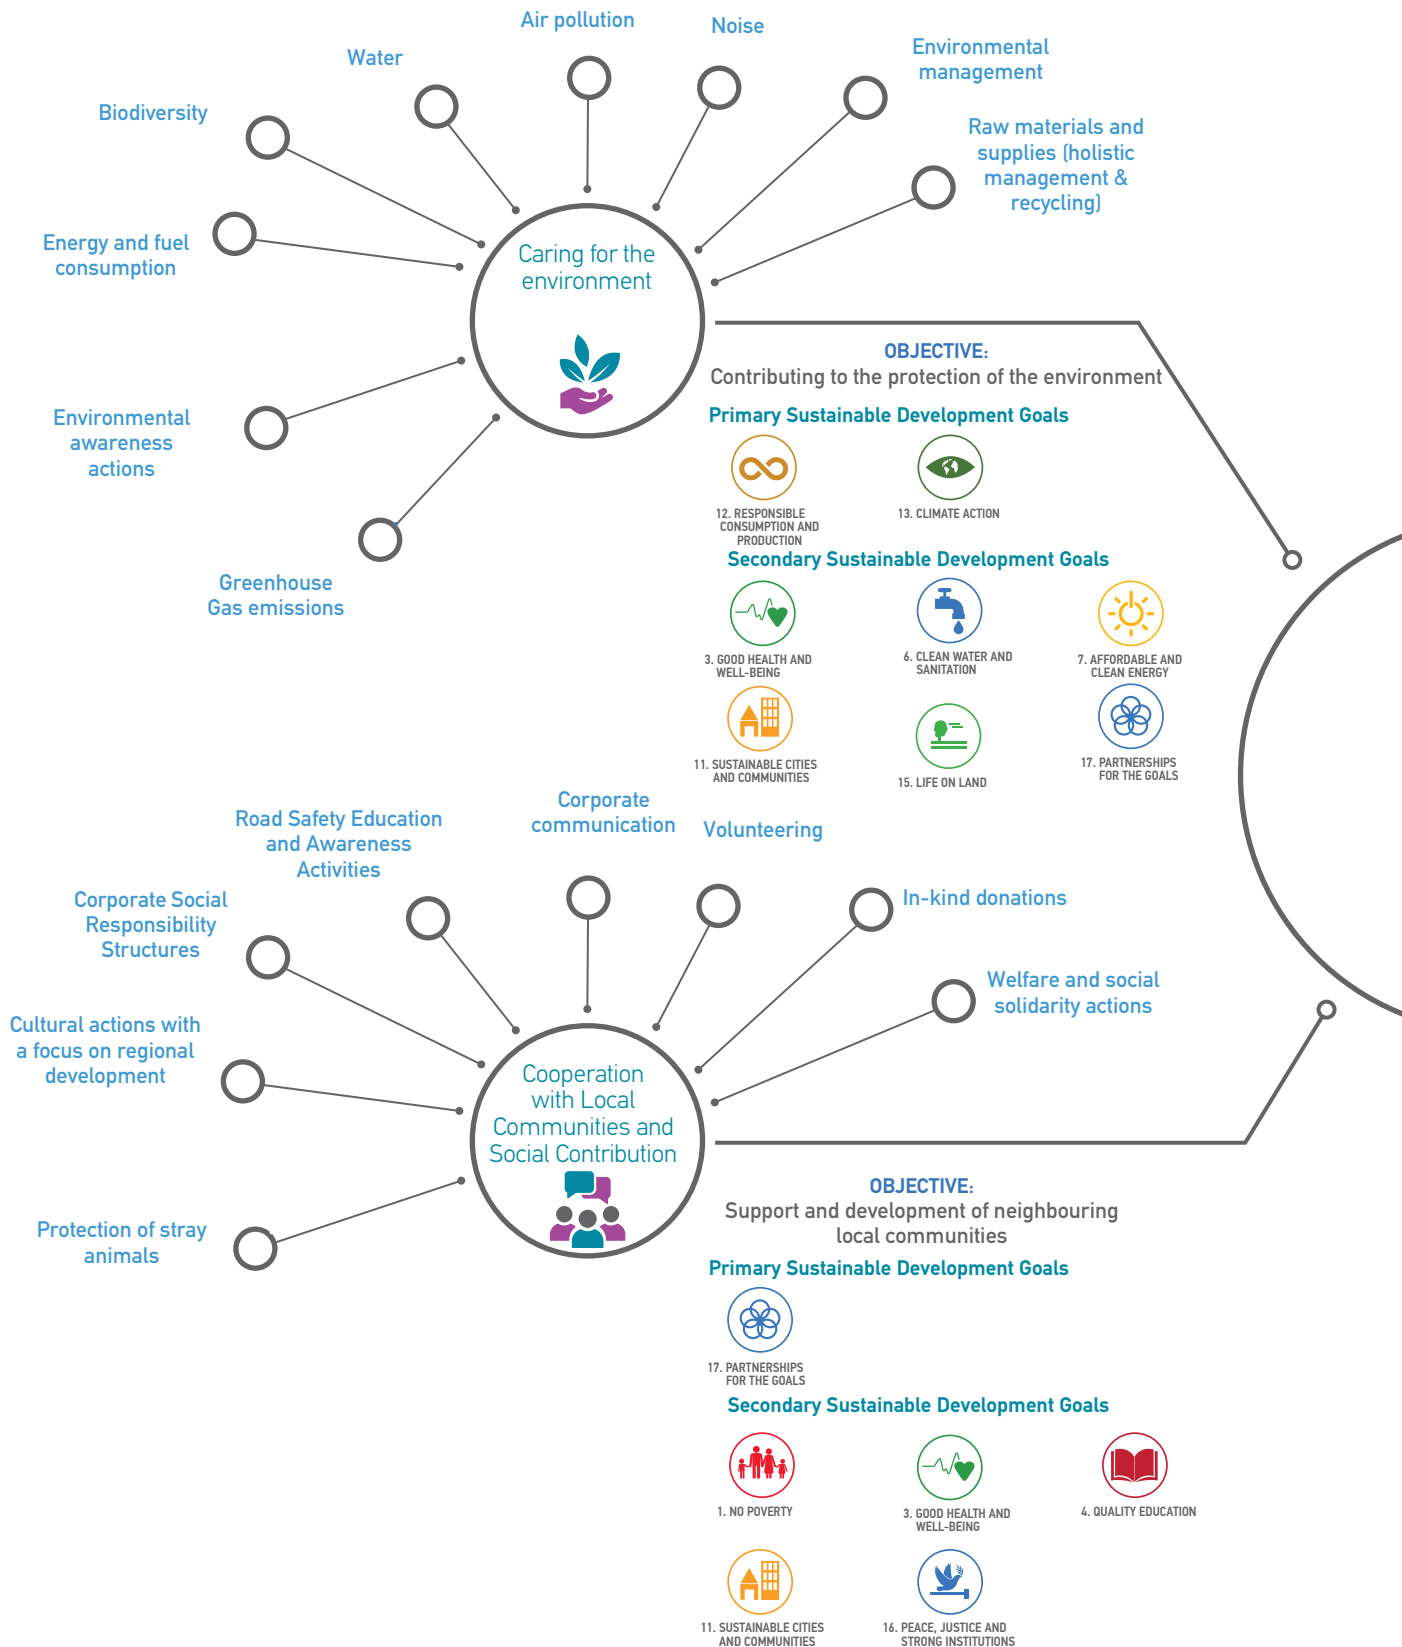 Air pollution
Noise
Water
Environmental
management
Biodiversity
Raw materials and
supplies (holistic
management &
recycling)
Energy and fuel
consumption
Caring for the
environment
Environmental
awareness
actions
Greenhouse
Gas emissions
OBJECTIVE:
Contributing to the protection of the environment
Primary Sustainable Development Goals
12. RESPONSIBLE
CONSUMPTION AND
PRODUCTION
13. CLIMATE ACTION
Secondary Sustainable Development Goals
3. GOOD HEALTH AND
WELL-BEING
6. CLEAN WATER AND
SANITATION
7. AFFORDABLE AND
CLEAN ENERGY
11. SUSTAINABLE CITIES
AND COMMUNITIES
15. LIFE ON LAND
17. PARTNERSHIPS
FOR THE GOALS
Corporate
communication
Volunteering
Road Safety Education
and Awareness
Activities
In-kind donations
Corporate Social
Responsibility
Structures
Welfare and social
solidarity actions
Cultural actions with
a focus on regional
development
Cooperation
with Local
Communities and
Social Contribution
Protection of stray
animals
OBJECTIVE:
Support and development of neighbouring
local communities
Primary Sustainable Development Goals
17. PARTNERSHIPS
FOR THE GOALS
Secondary Sustainable Development Goals
1. NO POVERTY
3. GOOD HEALTH AND
WELL-BEING
4. QUALITY EDUCATION
11. SUSTAINABLE CITIES
AND COMMUNITIES
16. PEACE, JUSTICE AND
STRONG INSTITUTIONS